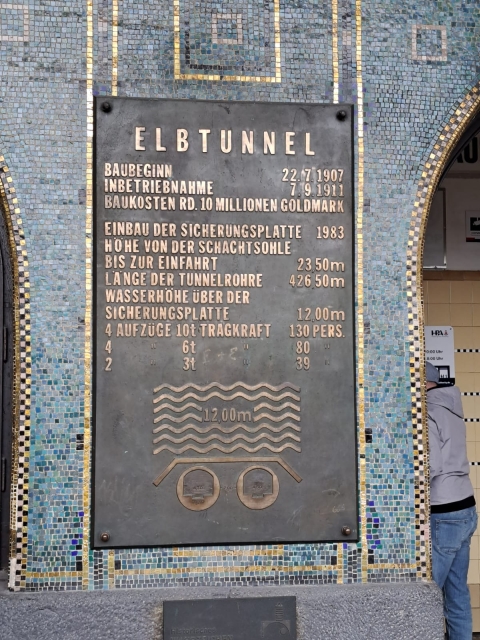 ELBTUNNEL
BAUBEGINN 22.7.1907
INBETRIEBNAHME 7.9.1911
BAUKOSTEN RD. 10 MILLIONEN GOLDMARK
EINBAU DER SICHERUNGSPLATTE 1983
HÖHE VON DER SCHACHTSOHLE
BIS ZUR EINFAHRT 23,50m
LÄNGE DER TUNNELROHRE 426,50m
WASSERHÖHE ÜBER DER
SICHERUNGSPLATTE 12,00m
4 AUFZÜGE 10t TRAGKRAFT 130 PERS.
4 " 6t " 80 "
2 " 3t " 39 "
12,00m
HPA